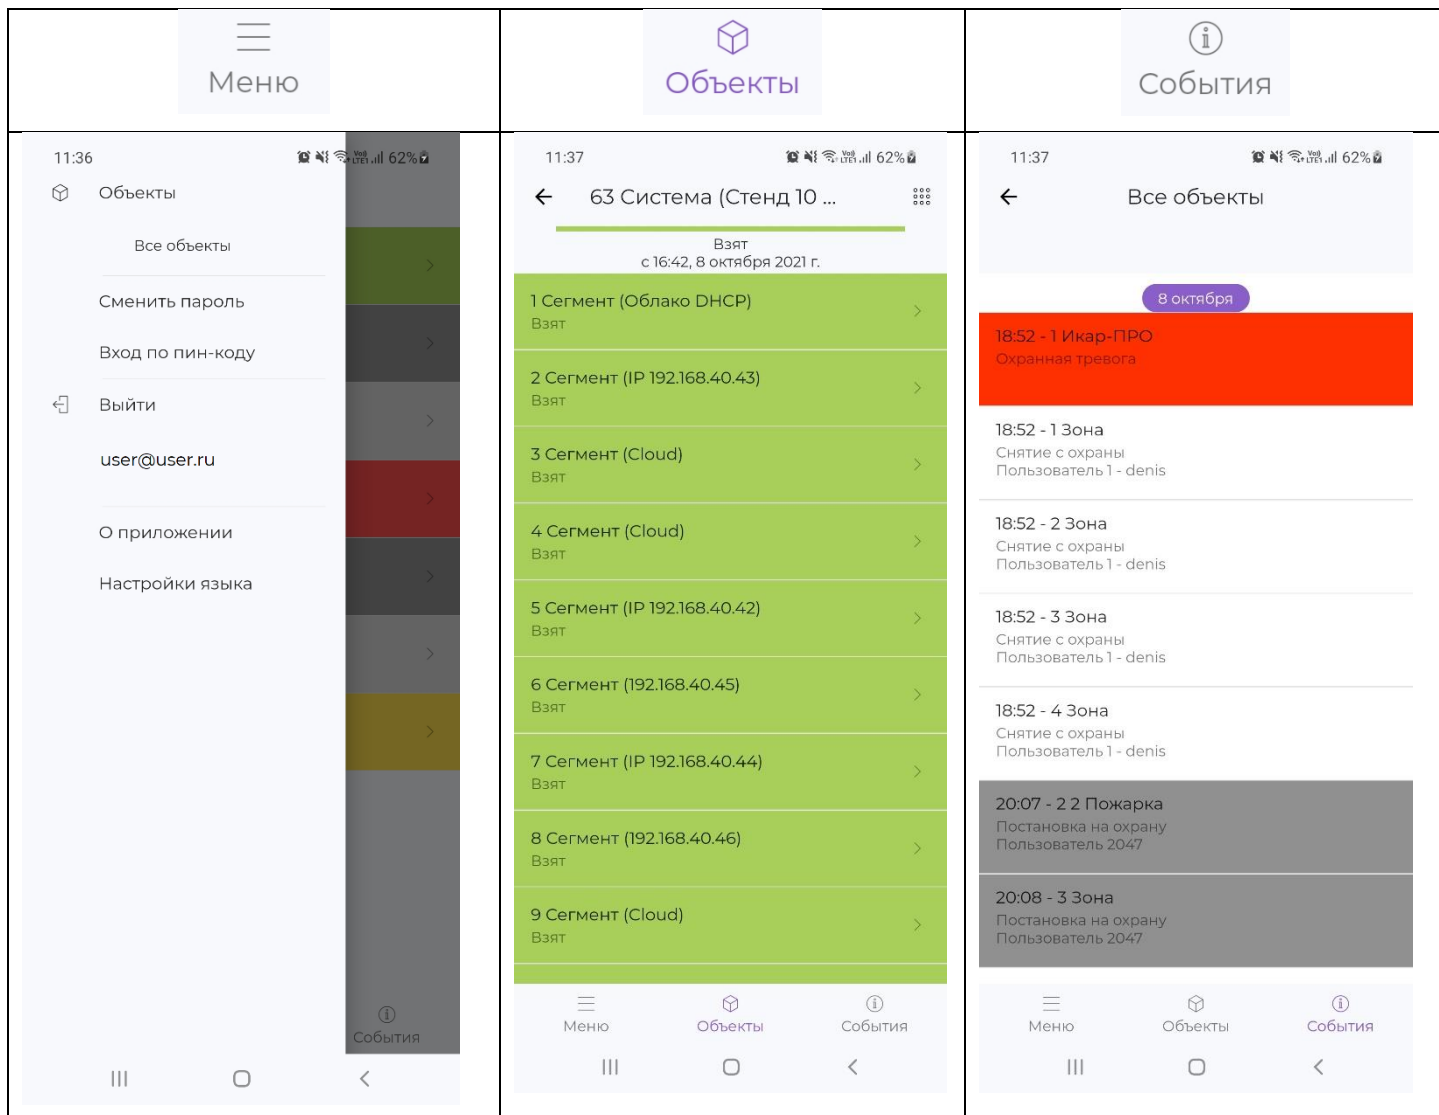 Меню
Объекты
События
11:36
62%
Объекты
Все объекты
Сменить пароль
Вход по пин-коду
Выйти
user@user.ru
О приложении
Настройки языка
События
11:37
62%
63 Система (Стенд 10 ...
Взят
с 16:42, 8 октября 2021 г.
1 Сегмент (Облако DHCP)
Взят
2 Сегмент (IP 192.168.40.43)
Взят
3 Сегмент (Cloud)
Взят
4 Сегмент (Cloud)
Взят
5 Сегмент (IP 192.168.40.42)
Взят
6 Сегмент (192.168.40.45)
Взят
7 Сегмент (IP 192.168.40.44)
Взят
8 Сегмент (192.168.40.46)
Взят
9 Сегмент (Cloud)
Взят
Меню
Объекты
События
11:37
62%
Все объекты
8 октября
18:52 - 1 Икар-ПРО
Охранная тревога
18:52 - 1 Зона
Снятие с охраны
Пользователь 1 - denis
18:52 - 2 Зона
Снятие с охраны
Пользователь 1 - denis
18:52 - 3 Зона
Снятие с охраны
Пользователь 1 - denis
18:52 - 4 Зона
Снятие с охраны
Пользователь 1 - denis
20:07 - 2 2 Пожарка
Постановка на охрану
Пользователь 2047
20:08 - 3 Зона
Постановка на охрану
Пользователь 2047
Меню
Объекты
События